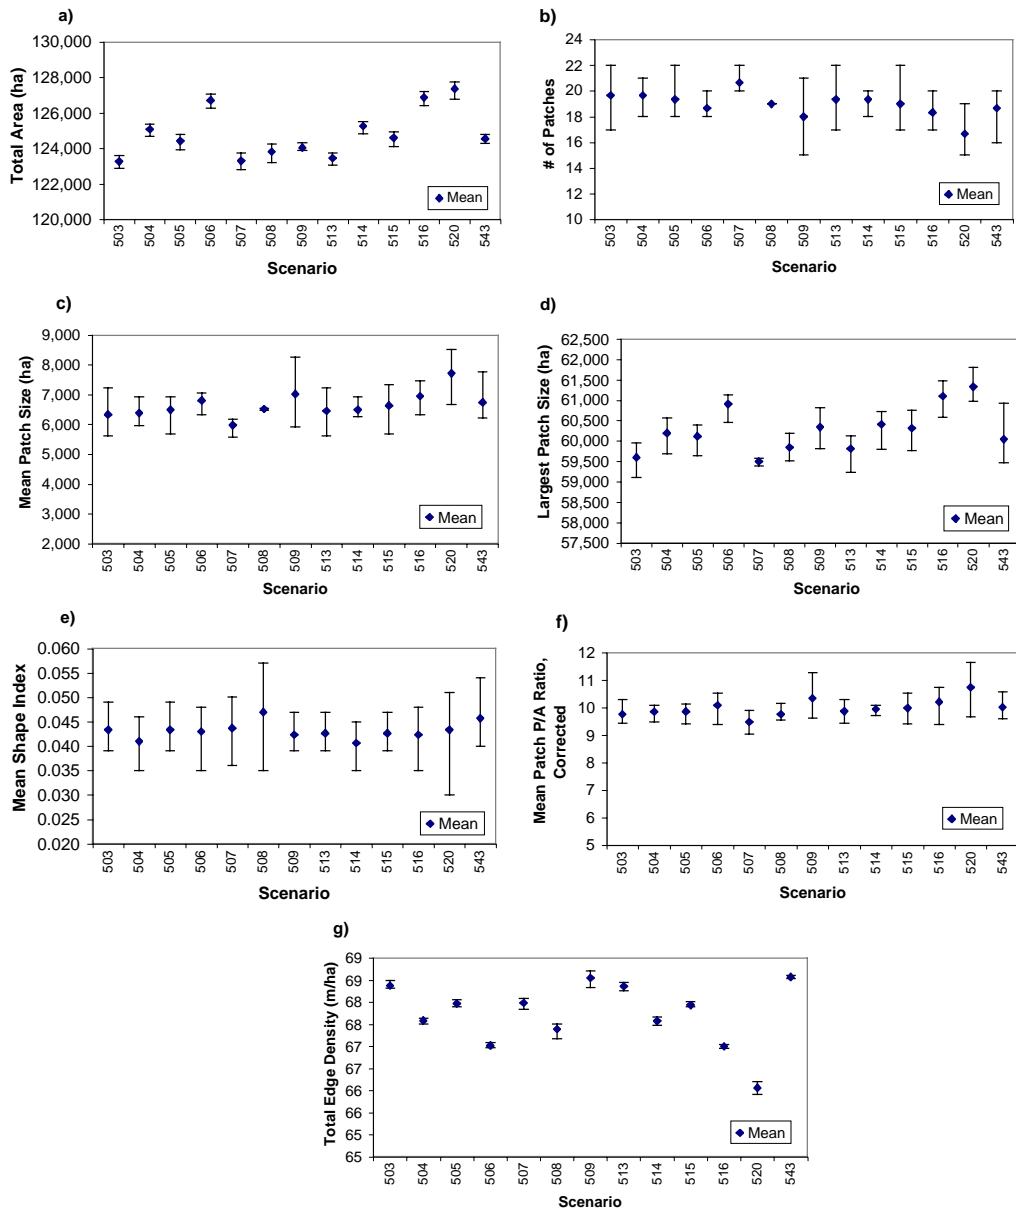 a)
130,000
128,000
126,000
124,000
122,000
120,000
Total Area (ha)
Mean
503 504 505 506 507 508 509 513 514 515 516 520 543
Scenario
b)
24
22
20
18
16
14
12
10
# of Patches
Mean
503 504 505 506 507 508 509 513 514 515 516 520 543
Scenario
c)
9,000
8,000
7,000
6,000
5,000
4,000
3,000
2,000
Mean Patch Size (ha)
Mean
503 504 505 506 507 508 509 513 514 515 516 520 543
Scenario
d)
62,500
62,000
61,500
61,000
60,500
60,000
59,500
59,000
58,500
58,000
57,500
Largest Patch Size (ha)
Mean
503 504 505 506 507 508 509 513 514 515 516 520 543
Scenario
e)
0.060
0.055
0.050
0.045
0.040
0.035
0.030
0.025
0.020
Mean Shape Index
Mean
503 504 505 506 507 508 509 513 514 515 516 520 543
Scenario
f)
12
11
10
9
8
7
6
5
Mean Patch P/A Ratio,
Corrected
Mean
503 504 505 506 507 508 509 513 514 515 516 520 543
Scenario
g)
69
69
68
68
67
67
66
66
65
65
Total Edge Density (m/ha)
Mean
503 504 505 506 507 508 509 513 514 515 516 520 543
Scenario